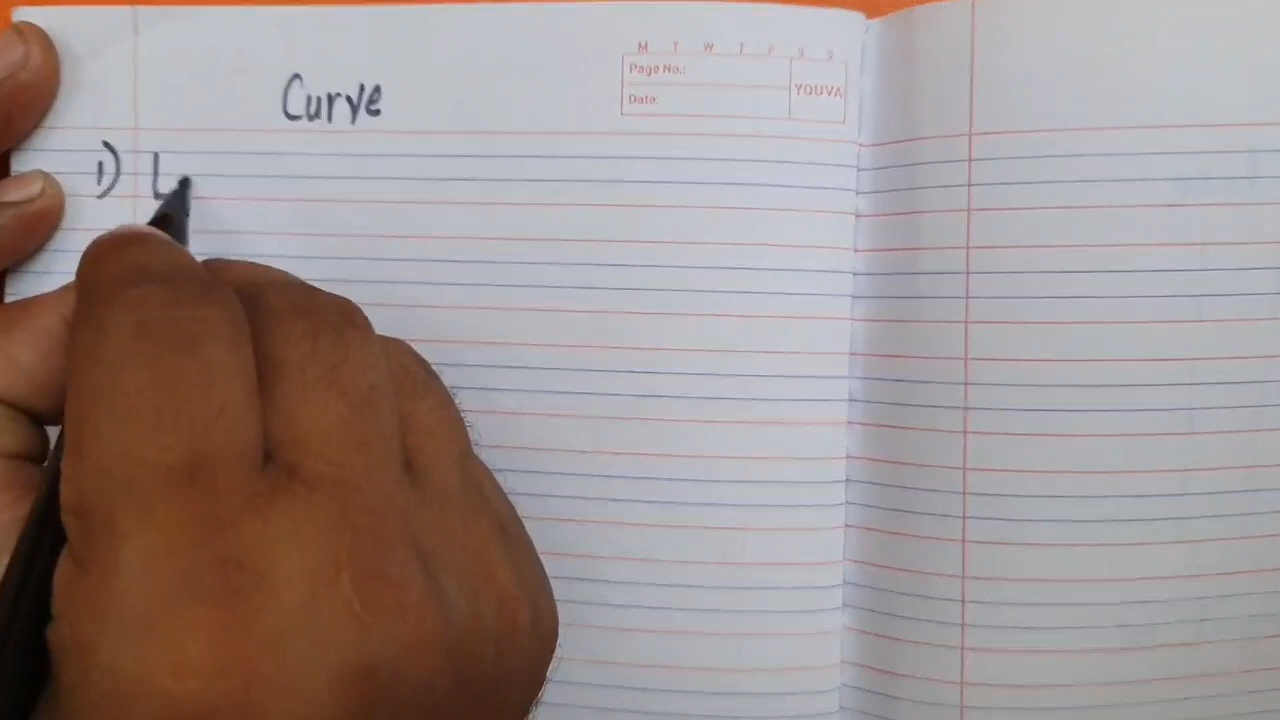 M T W T F S S
Page No.:
YOUVA
Date:
Curve
1) L